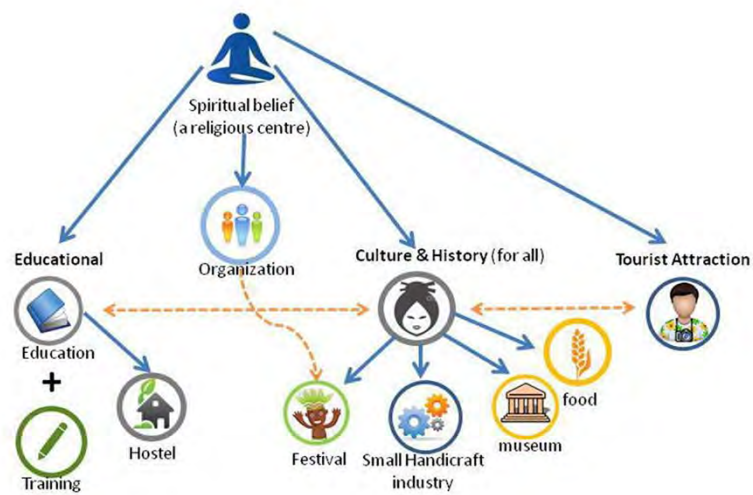 Spiritual belief
(a religious centre)
Organization
Educational
Culture & History (for all)
Tourist Attraction
Education
+
Training
Hostel
Festival
Small Handicraft
industry
museum
food